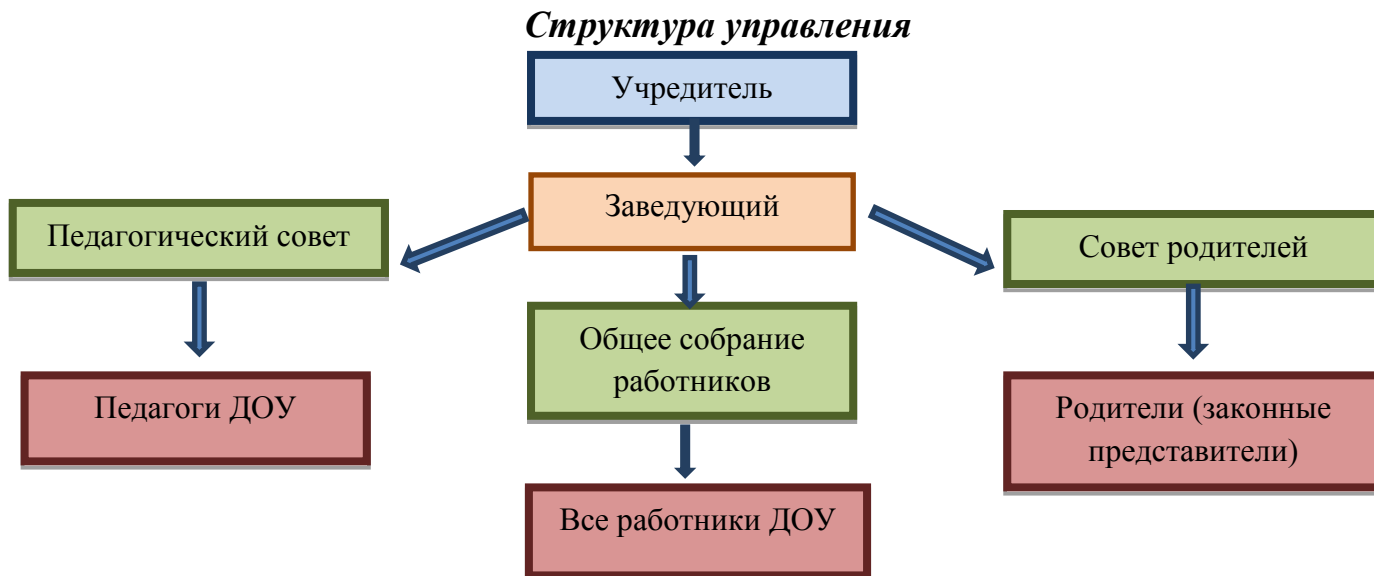 Структура управления
Учредитель
Заведующий
Педагогический совет
Совет родителей
Общее собрание
работников
Педагоги ДОУ
Родители (законные
представители)
Все работники ДОУ